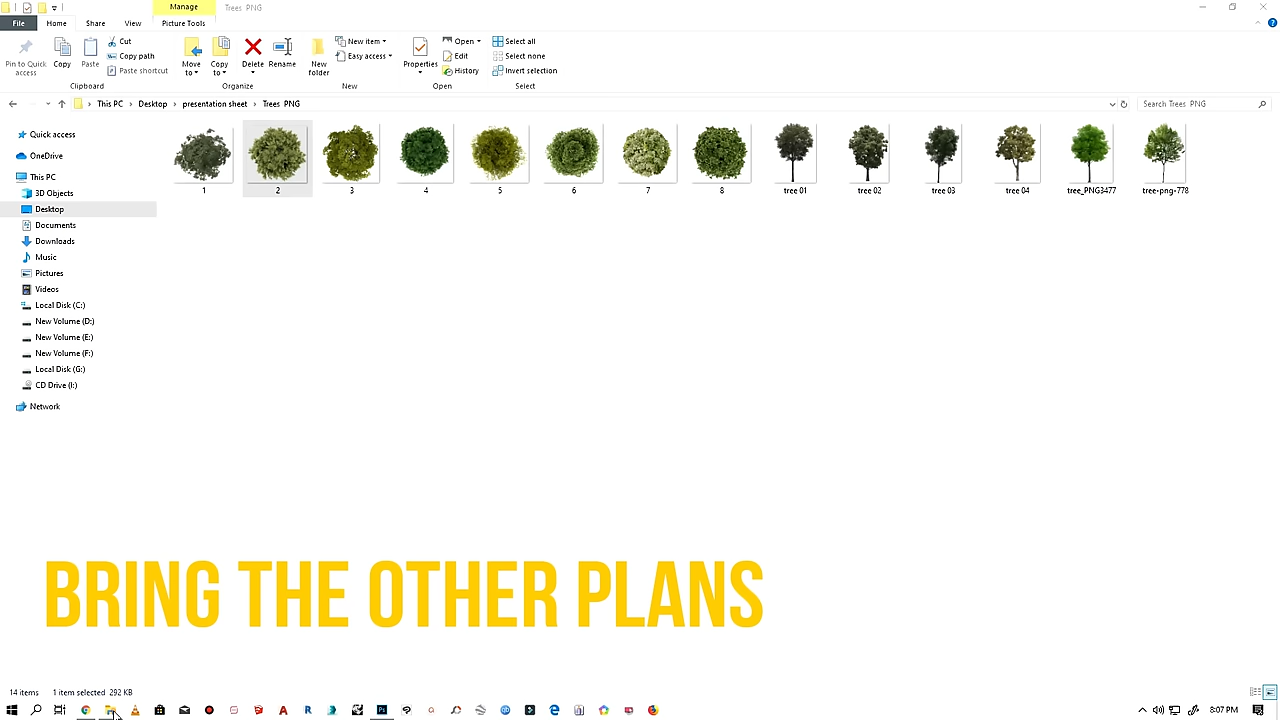 Manage
Trees PNG
File
Home
Share
View
Picture Tools
Pin to Quick access
Copy
Paste
Cut
Copy path
Paste shortcut
Move to
Copy to
Delete
Rename
New folder
New item
Easy access
Properties
Open
Edit
History
Select all
Select none
Invert selection
Clipboard
Organize
New
Open
Select
This PC
Desktop
presentation sheet
Trees PNG
Search Trees PNG
Quick access
OneDrive
This PC
3D Objects
Desktop
Documents
Downloads
Music
Pictures
Videos
Local Disk (C:)
New Volume (D:)
New Volume (E:)
New Volume (F:)
Local Disk (G:)
CD Drive (I:)
Network
1
2
3
4
5
6
7
8
tree 01
tree 02
tree 03
tree 04
tree_PNG3477
tree-png-778
BRING THE OTHER PLANS
14 items
1 item selected 292 KB
8:07 PM